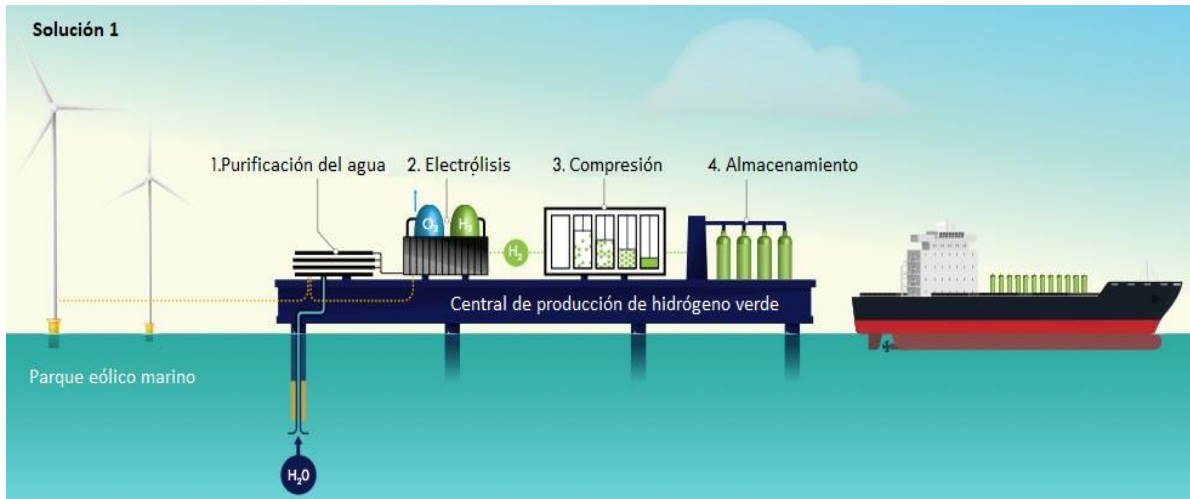 Solución 1
1.Purificación del agua
2. Electrólisis
3. Compresión
4. Almacenamiento
O₂
H₂
H₂
Central de producción de hidrógeno verde
Parque eólico marino
H₂0